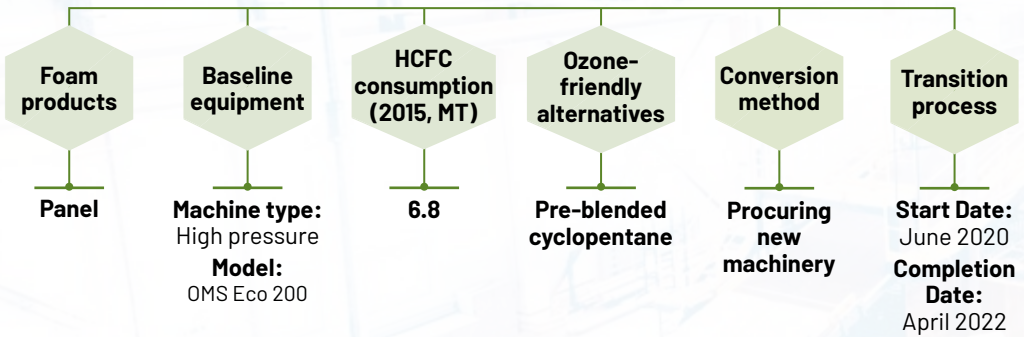 Foam
products
Baseline
equipment
HCFC
consumption
(2015, MT)
Ozone-
friendly
alternatives
Conversion
method
Transition
process
Panel
Machine type:
High pressure
Model:
OMS Eco 200
6.8
Pre-blended
cyclopentane
Procuring
new
machinery
Start Date:
June 2020
Completion
Date:
April 2022